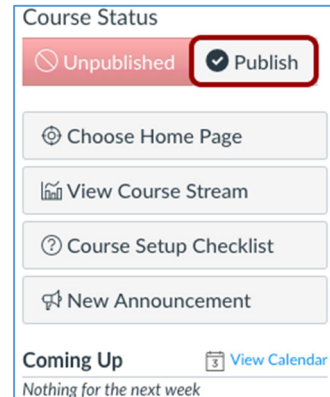 Course Status
Unpublished Publish
Choose Home Page
View Course Stream
Course Setup Checklist
New Announcement
Coming Up 3 View Calendar
Nothing for the next week